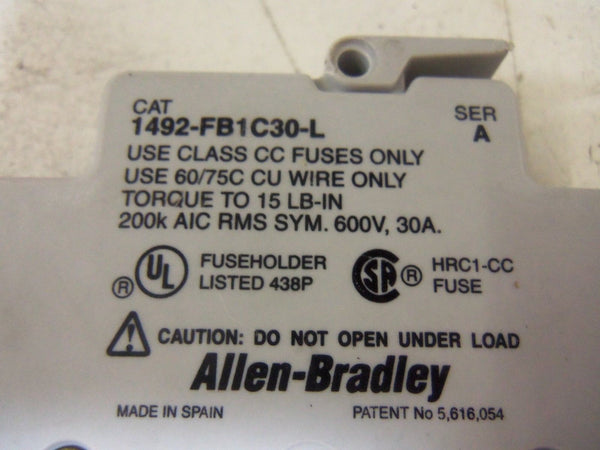 CAT
1492-FB1C30-L
SER
A
USE CLASS CC FUSES ONLY
USE 60/75C CU WIRE ONLY
TORQUE TO 15 LB-IN
200k AIC RMS SYM. 600V, 30A.
UL ® FUSEHOLDER
LISTED 438P
SA ® HRC1-CC
FUSE
CAUTION: DO NOT OPEN UNDER LOAD
Allen-Bradley
MADE IN SPAIN PATENT No 5,616,054